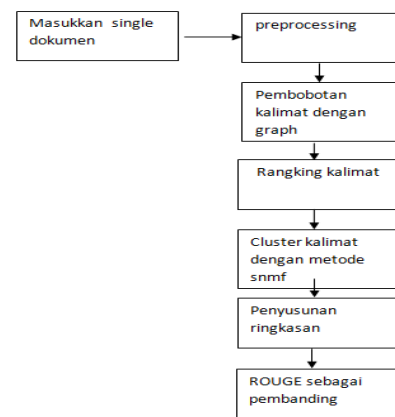 Masukkan single
dokumen
preprocessing
Pembobotan
kalimat dengan
graph
Rangking kalimat
Cluster kalimat
dengan metode
snmf
Penyusunan
ringkasan
ROUGE sebagai
pembanding